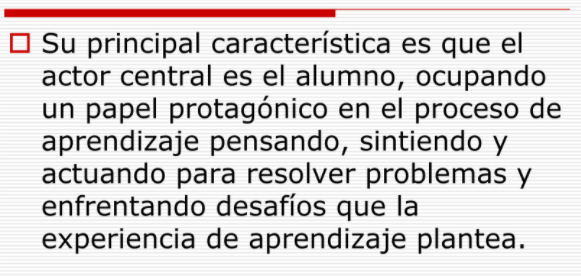 Su principal característica es que el
actor central es el alumno, ocupando
un papel protagónico en el proceso de
aprendizaje pensando, sintiendo y
actuando para resolver problemas y
enfrentando desafíos que la
experiencia de aprendizaje plantea.